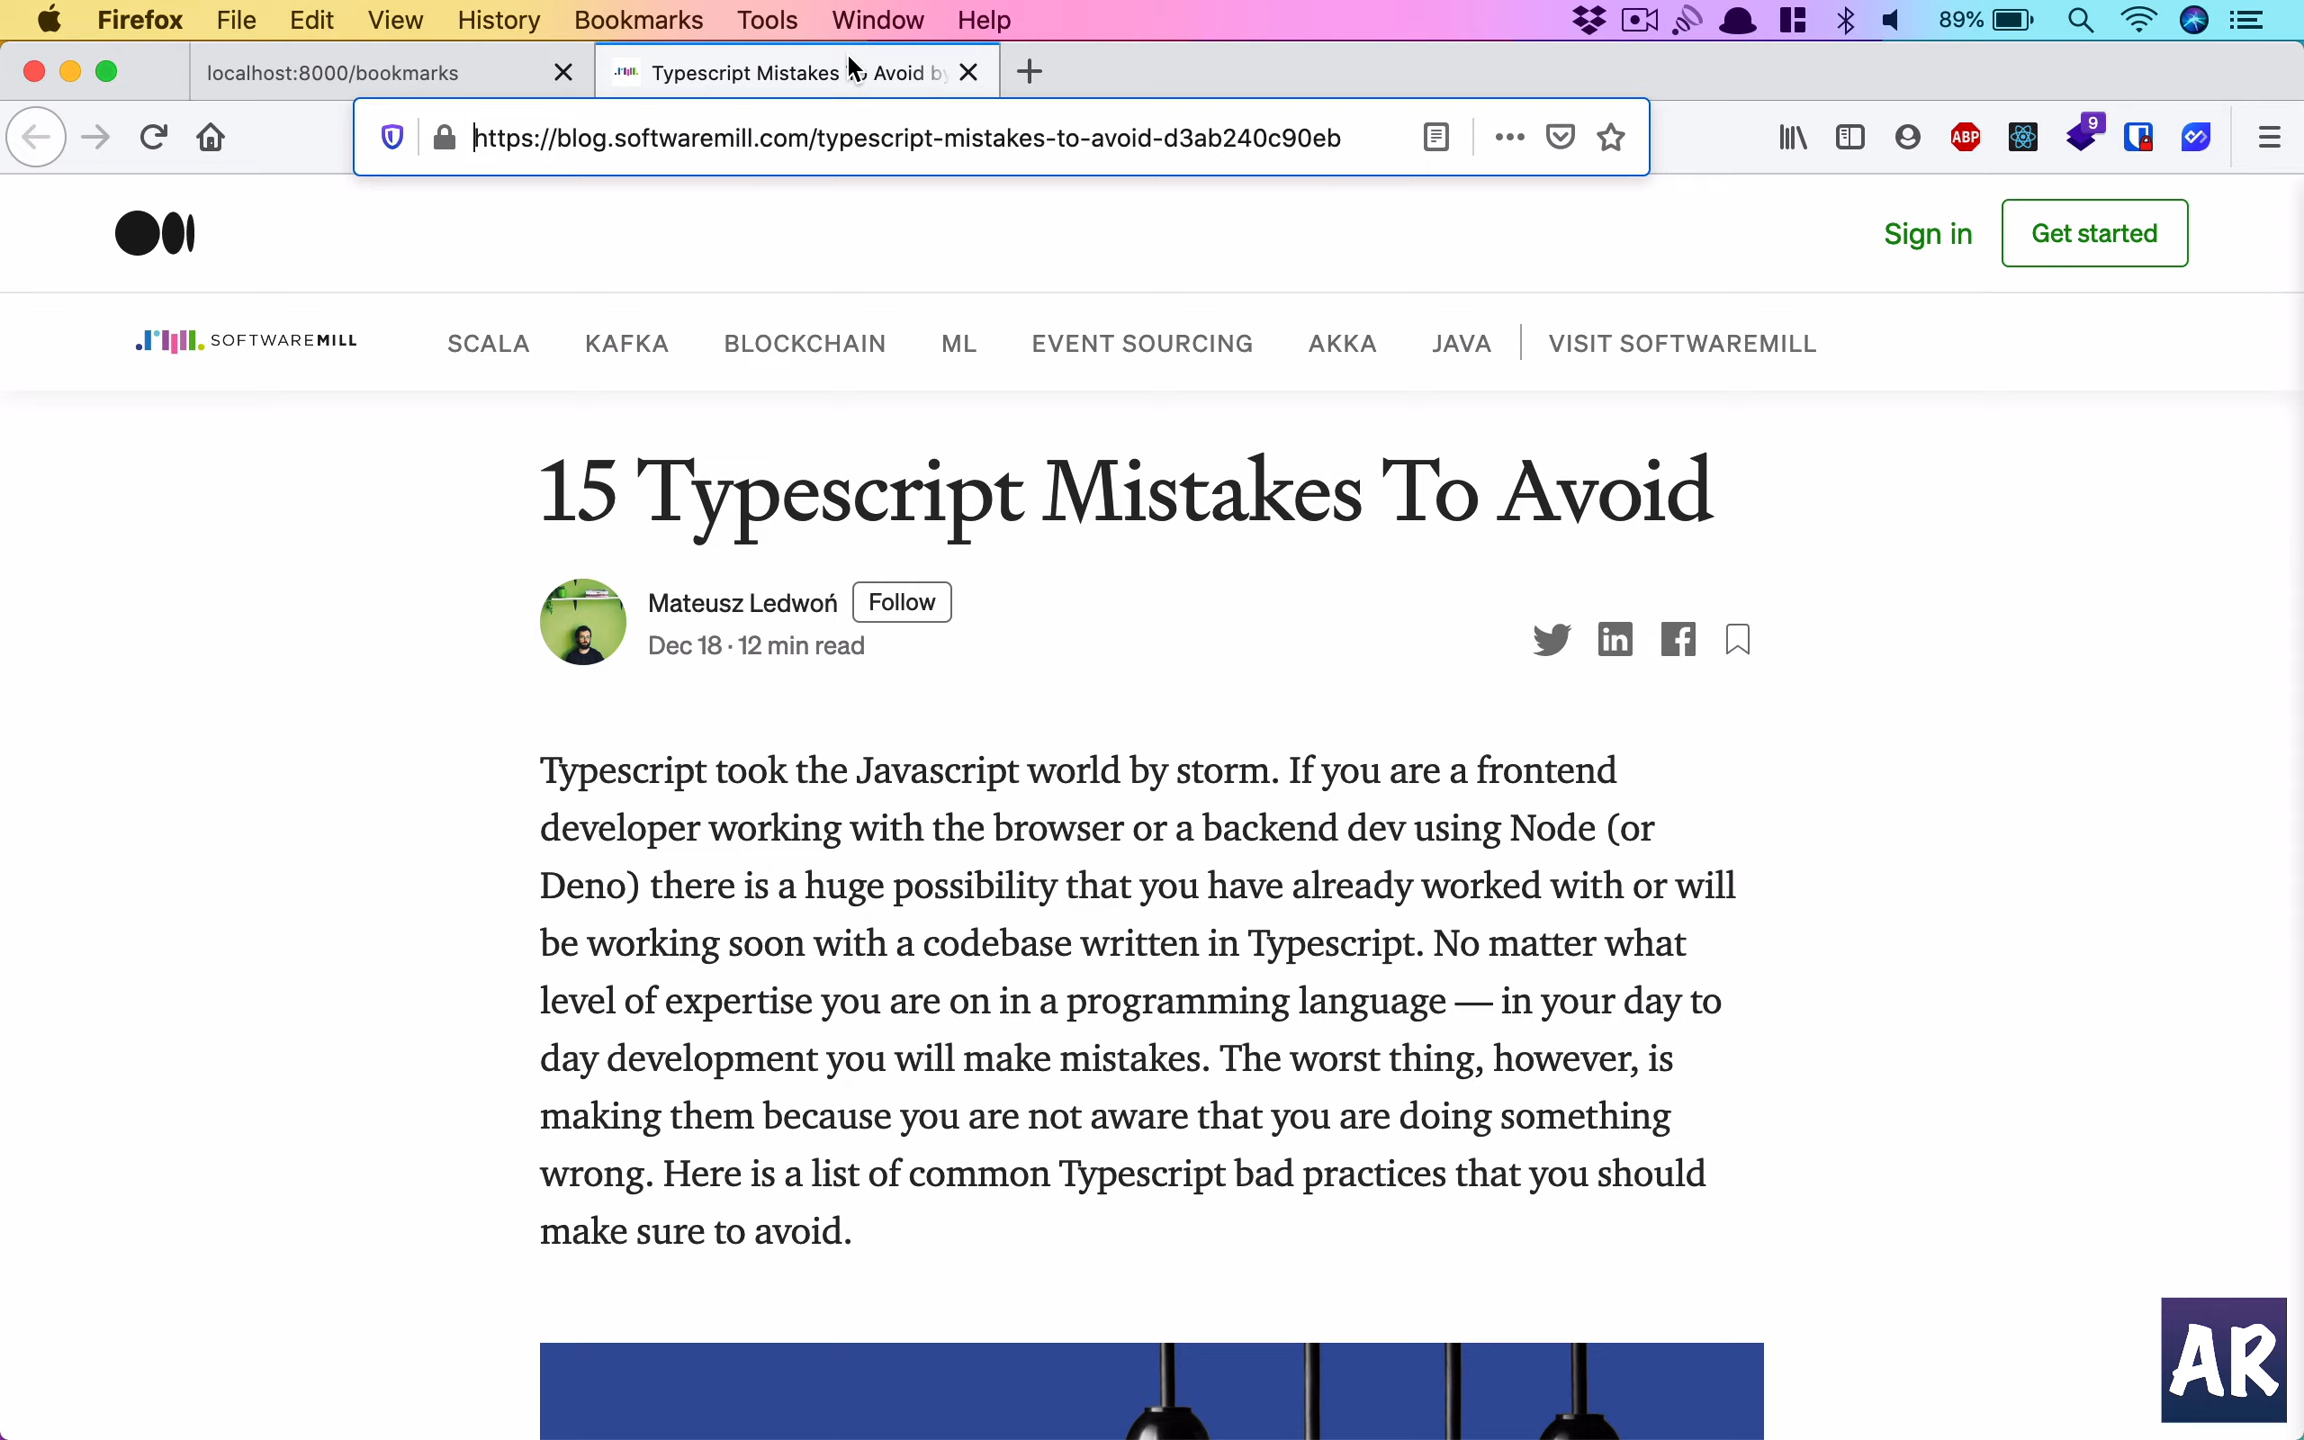 Firefox File Edit View History Bookmarks Tools Window Help 89%
localhost:8000/bookmarks Typescript Mistakes To Avoid by
https://blog.softwaremill.com/typescript-mistakes-to-avoid-d3ab240c90eb ABP 9
Sign in Get started
SOFTWAREMILL SCALA KAFKA BLOCKCHAIN ML EVENT SOURCING AKKA JAVA VISIT SOFTWAREMILL
15 Typescript Mistakes To Avoid
Mateusz Ledwoń Follow
Dec 18 · 12 min read
Typescript took the Javascript world by storm. If you are a frontend
developer working with the browser or a backend dev using Node (or
Deno) there is a huge possibility that you have already worked with or will
be working soon with a codebase written in Typescript. No matter what
level of expertise you are on in a programming language — in your day to
day development you will make mistakes. The worst thing, however, is
making them because you are not aware that you are doing something
wrong. Here is a list of common Typescript bad practices that you should
make sure to avoid.
AR